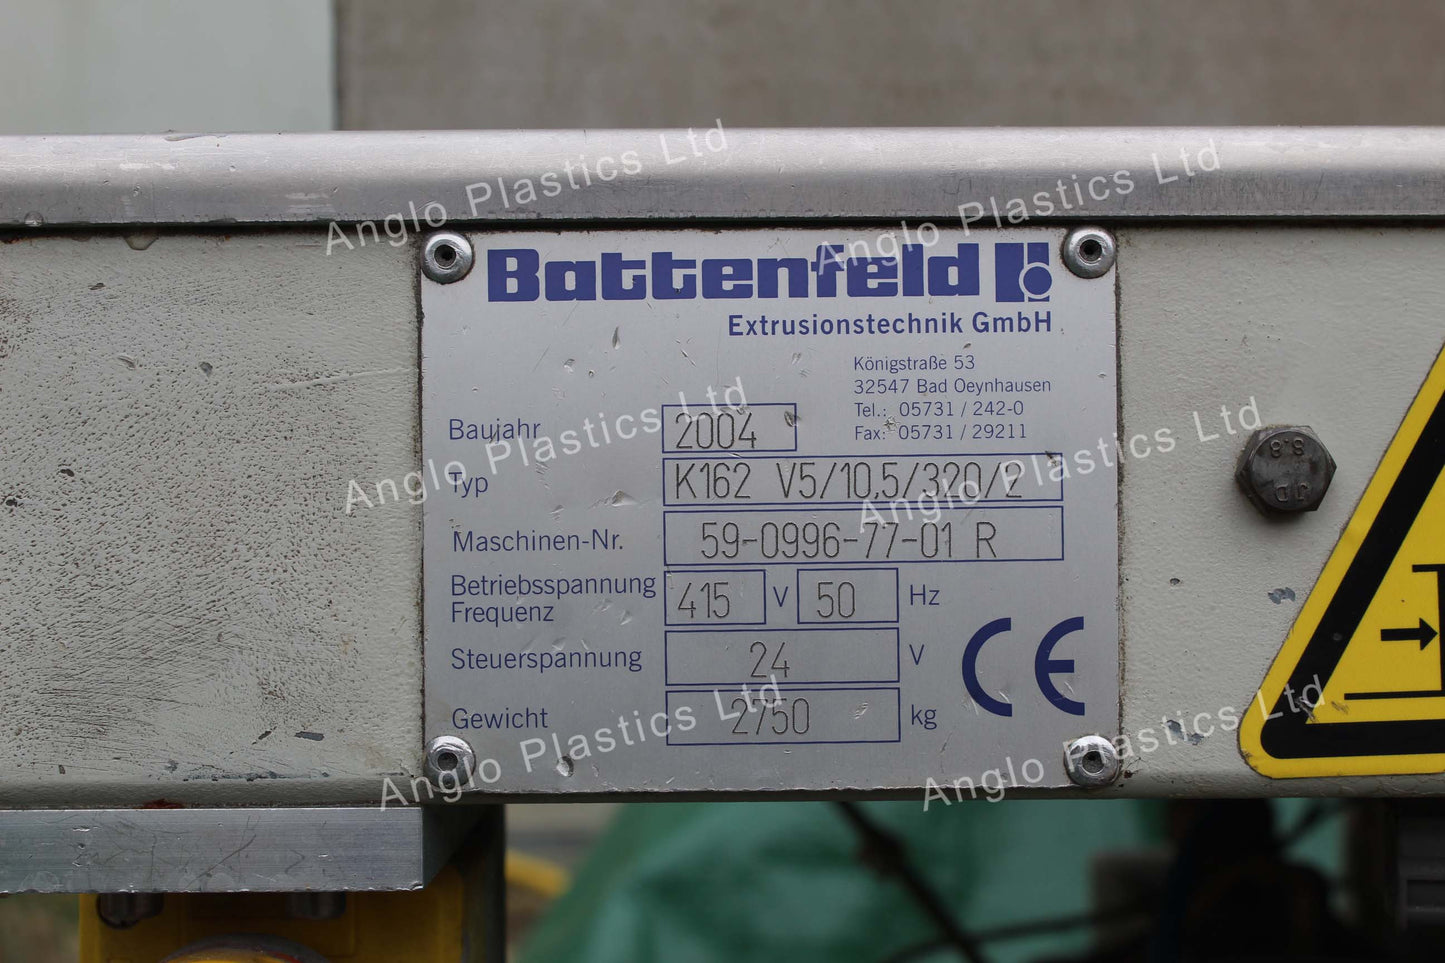 Battenfeld
Extrusionstechnik GmbH
Königstraße 53
32547 Bad Oeynhausen
Tel.: 05731 / 242-0
Fax: 05731 / 29211
Baujahr 2004
Typ K162 V5/10,5/320/2
Maschinen-Nr. 59-0996-77-01 R
Betriebsspannung 415 V 50 Hz
Frequenz
Steuerspannung 24 V
Gewicht 2750 kg
CE
8.8
JD
Anglo Plastics Ltd
Anglo Plastics Ltd
Anglo Plastics Ltd
Anglo Plastics Ltd
Anglo Plastics Ltd
Anglo Plastics Ltd